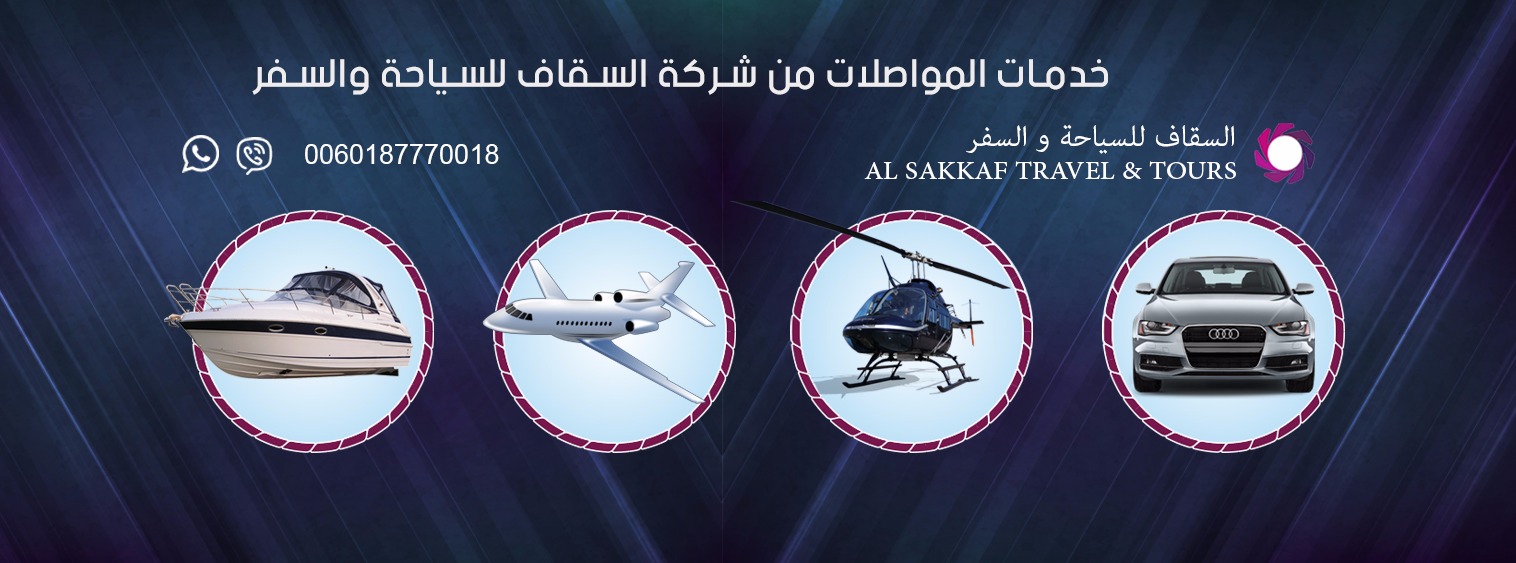 خدمات المواصلات من شركة السقاف للسياحة والسفر
السقاف للسياحة و السفر
AL SAKKAF TRAVEL & TOURS
0060187770018